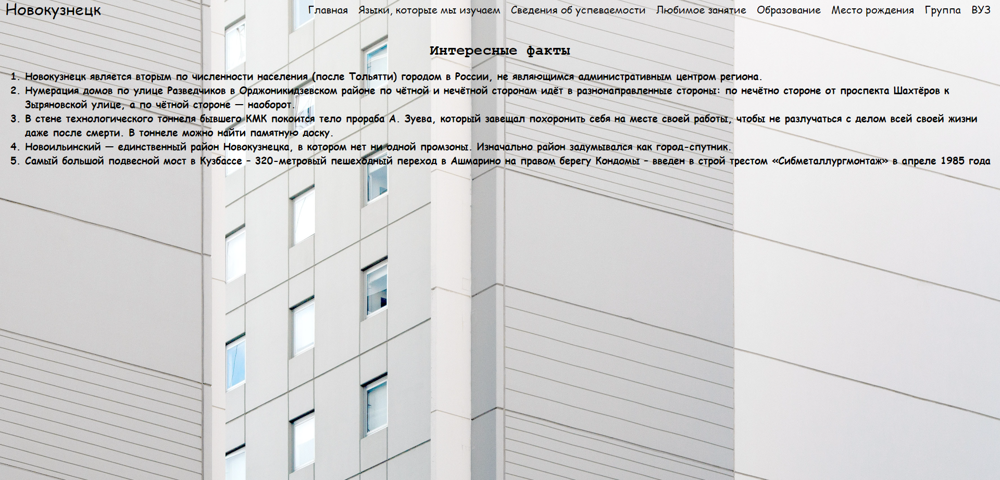 Новокузнецк
Главная Языки, которые мы изучаем Сведения об успеваемости Любимое занятие Образование Место рождения Группа ВУЗ
Интересные факты
1. Новокузнецк является вторым по численности населения (после Тольятти) городом в России, не являющимся административным центром региона.
2. Нумерация домов по улице Разведчиков в Орджоникидзевском районе по чётной и нечётной сторонам идёт в разнонаправленные стороны: по нечётно стороне от проспекта Шахтёров к
Зыряновской улице, а по чётной стороне — наоборот.
3. В стене технологического тоннеля бывшего КМК покоится тело прораба А. Зуева, который завещал похоронить себя на месте своей работы, чтобы не разлучаться с делом всей своей жизни
даже после смерти. В тоннеле можно найти памятную доску.
4. Новоильинский — единственный район Новокузнецка, в котором нет ни одной промзоны. Изначально район задумывался как город-спутник.
5. Самый большой подвесной мост в Кузбассе – 320-метровый пешеходный переход в Ашмарино на правом берегу Кондомы – введен в строй трестом «Сибметаллургмонтаж» в апреле 1985 года